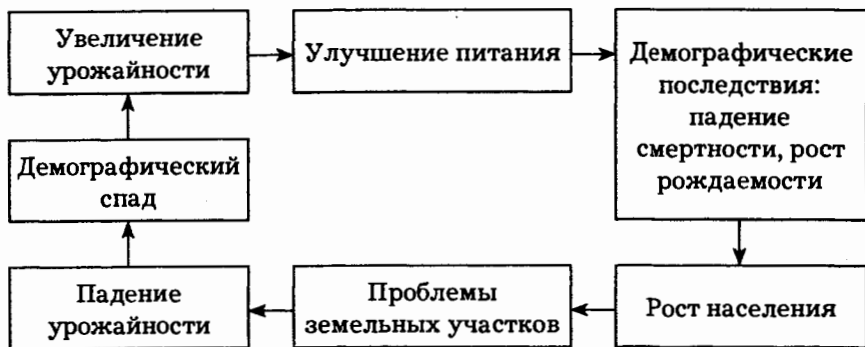 Увеличение
урожайности
Улучшение питания
Демографические
последствия:
падение
смертности, рост
рождаемости
Демографический
спад
Падение
урожайности
Проблемы
земельных участков
Рост населения